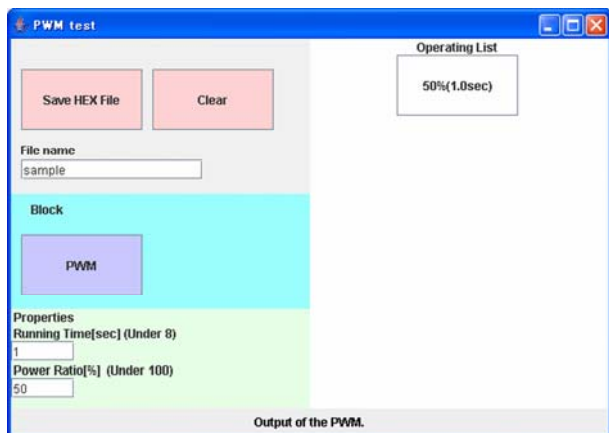 PWM test
Save HEX File
Clear
File name
sample
Block
PWM
Properties
Running Time[sec] (Under 8)
1
Power Ratio[%] (Under 100)
50
Operating List
50%(1.0sec)
Output of the PWM.